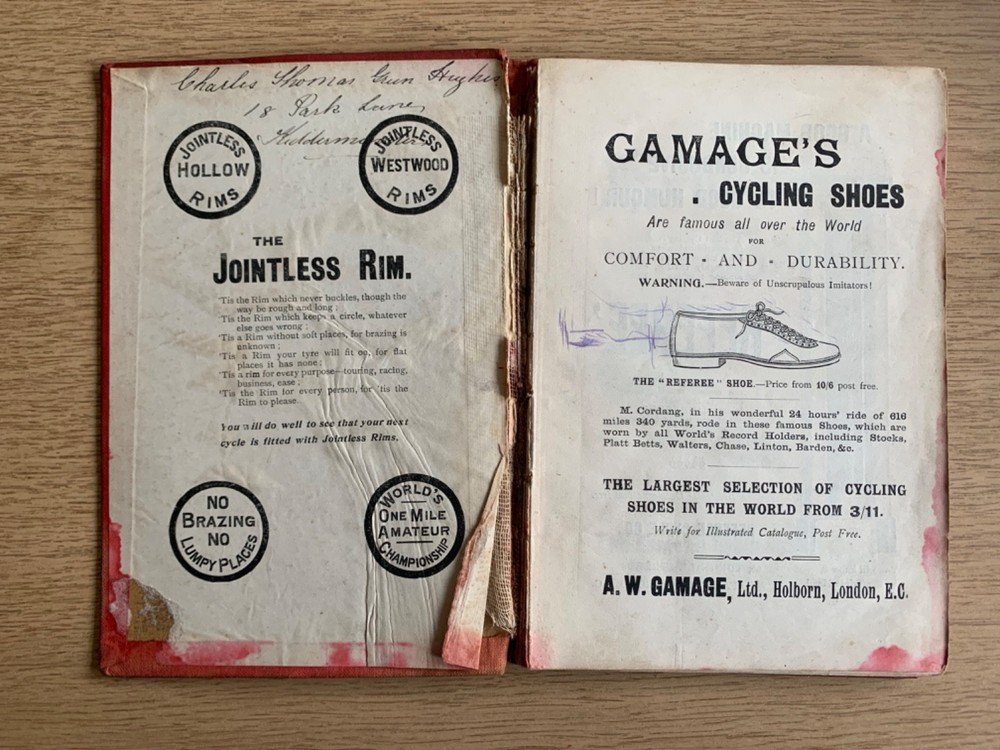 Charles Thomas Gun Hughes
18 Park Lane,
JOINTLESS
HOLLOW
RIMS
JOINTLESS
WESTWOOD
RIMS
THE
JOINTLESS RIM.
'Tis the Rim which never buckles, though the
way be rough and long;
'Tis the Rim which keeps a circle, whatever
else goes wrong;
'Tis a Rim without soft places, for brazing is
unknown;
'Tis a Rim your tyre will fit on, for flat
places it has none;
'Tis a rim for every purpose—touring, racing,
business, ease;
'Tis the Rim for every person, for 'tis the
Rim to please
You will do well to see that your next
cycle is fitted with Jointless Rims.
NO
BRAZING
NO
LUMPY PLACES
WORLD'S
ONE MILE
AMATEUR
CHAMPIONSHIP
GAMAGE'S
. CYCLING SHOES
Are famous all over the World
FOR
COMFORT · AND · DURABILITY.
WARNING.—Beware of Unscrupulous Imitators!
THE "REFEREE" SHOE.—Price from 10/6 post free.
M. Cordang, in his wonderful 24 hours' ride of 616
miles 340 yards, rode in these famous Shoes, which are
worn by all World's Record Holders, including Stocks,
Platt Betts, Walters, Chase, Linton, Barden, &c.
THE LARGEST SELECTION OF CYCLING
SHOES IN THE WORLD FROM 3/11.
Write for Illustrated Catalogue, Post Free.
A. W. GAMAGE, Ltd., Holborn, London, E.C.